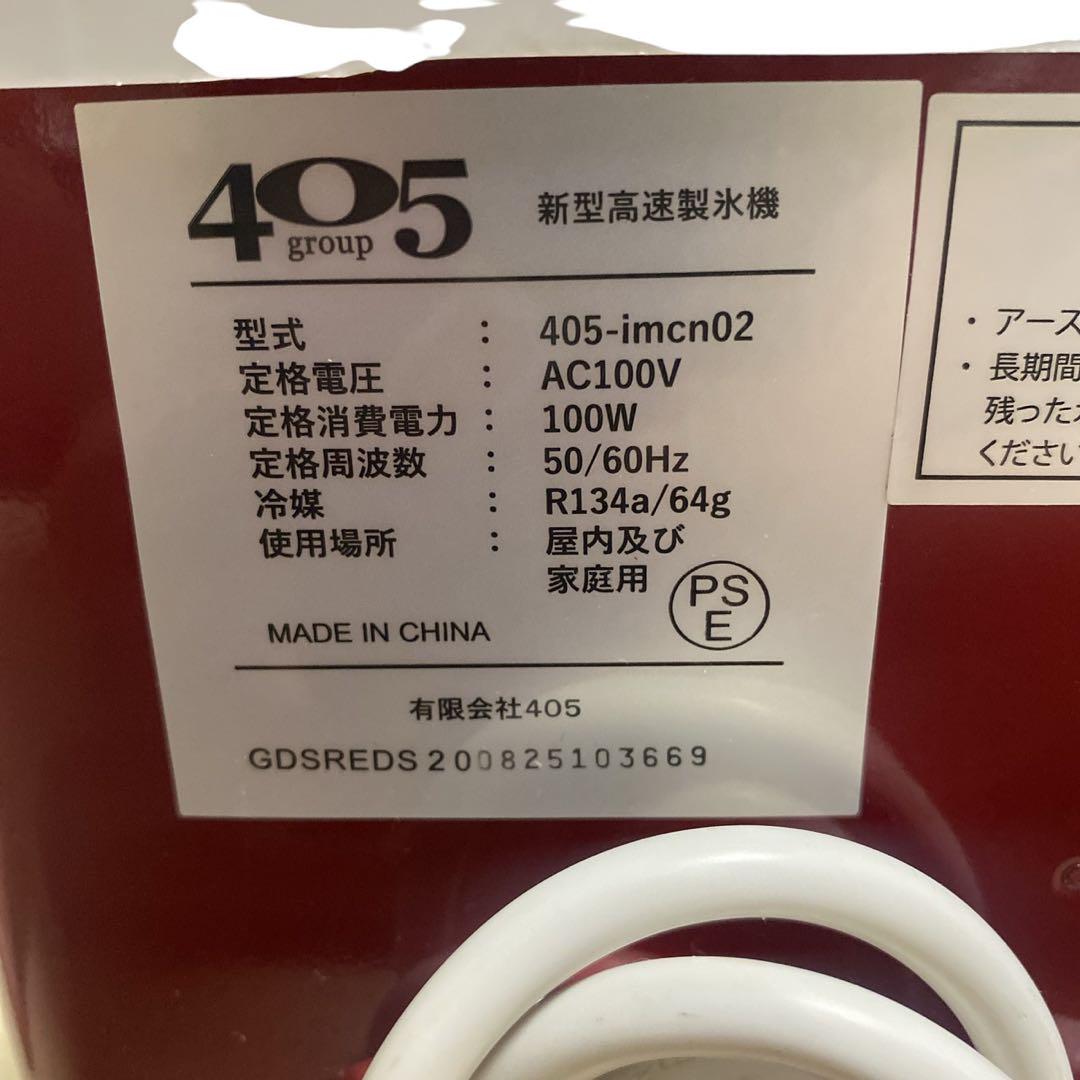 405
group
新型高速製氷機
型式 : 405-imcn02
定格電圧 : AC100V
定格消費電力 : 100W
定格周波数 : 50/60Hz
冷媒 : R134a/64g
使用場所 : 屋内及び
家庭用
PS
E
MADE IN CHINA
有限会社405
GDSREDS200825103669
・アース
・長期間
残った
ください